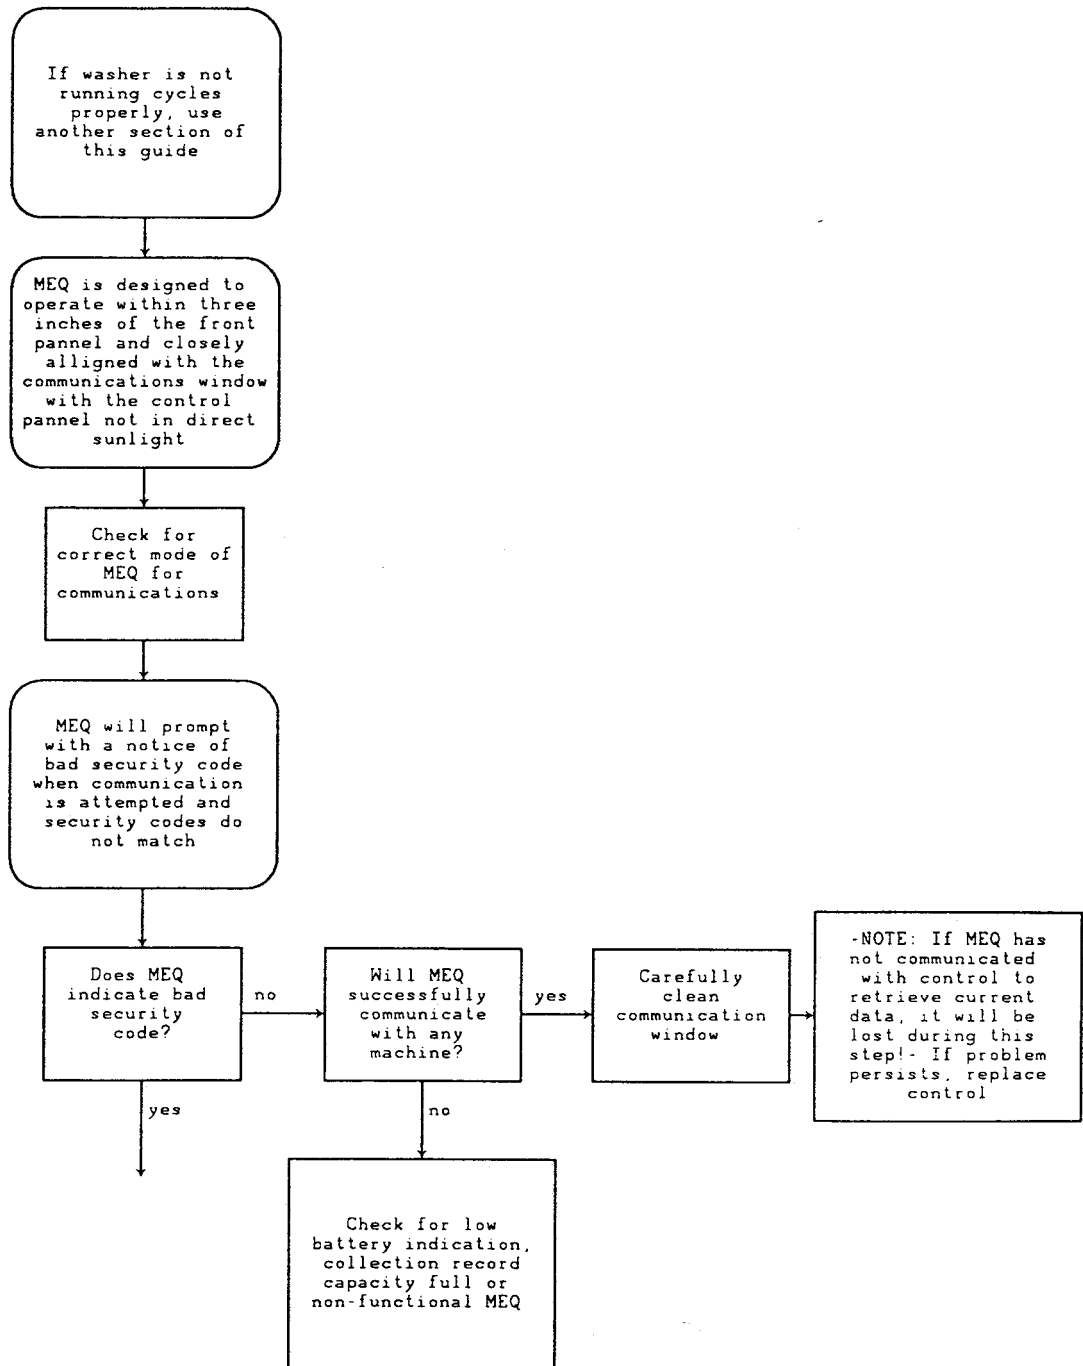 If washer is not
running cycles
properly, use
another section of
this guide
MEQ is designed to
operate within three
inches of the front
pannel and closely
alligned with the
communications window
with the control
pannel not in direct
sunlight
Check for
correct mode of
MEQ for
communications
MEQ will prompt
with a notice of
bad security code
when communication
is attempted and
security codes do
not match
Does MEQ
indicate bad
security
code?
no
yes
Will MEQ
successfully
communicate
with any
machine?
yes
no
Carefully
clean
communication
window
-NOTE: If MEQ has
not communicated
with control to
retrieve current
data, it will be
lost during this
step!- If problem
persists, replace
control
Check for low
battery indication,
collection record
capacity full or
non-functional MEQ